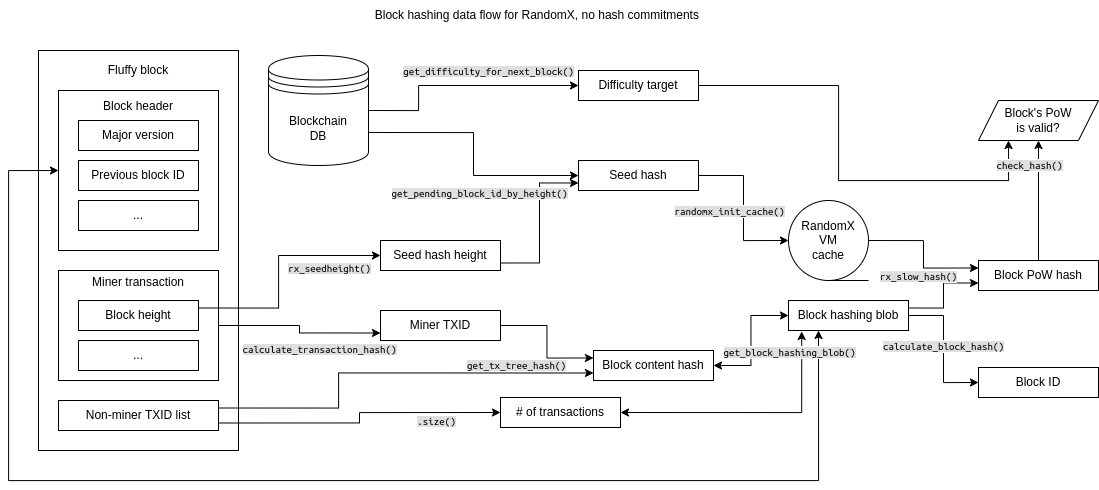 Block hashing data flow for RandomX, no hash commitments
Fluffy block
Block header
Major version
Previous block ID
...
Miner transaction
Block height
...
Non-miner TXID list
Blockchain
DB
get_difficulty_for_next_block()
Difficulty target
Seed hash
get_pending_block_id_by_height()
Seed hash height
rx_seedheight()
Miner TXID
calculate_transaction_hash()
get_tx_tree_hash()
Block content hash
.size()
# of transactions
randomx_init_cache()
RandomX
VM
cache
Block hashing blob
get_block_hashing_blob()
Block's PoW
is valid?
check_hash()
rx_slow_hash()
Block PoW hash
calculate_block_hash()
Block ID